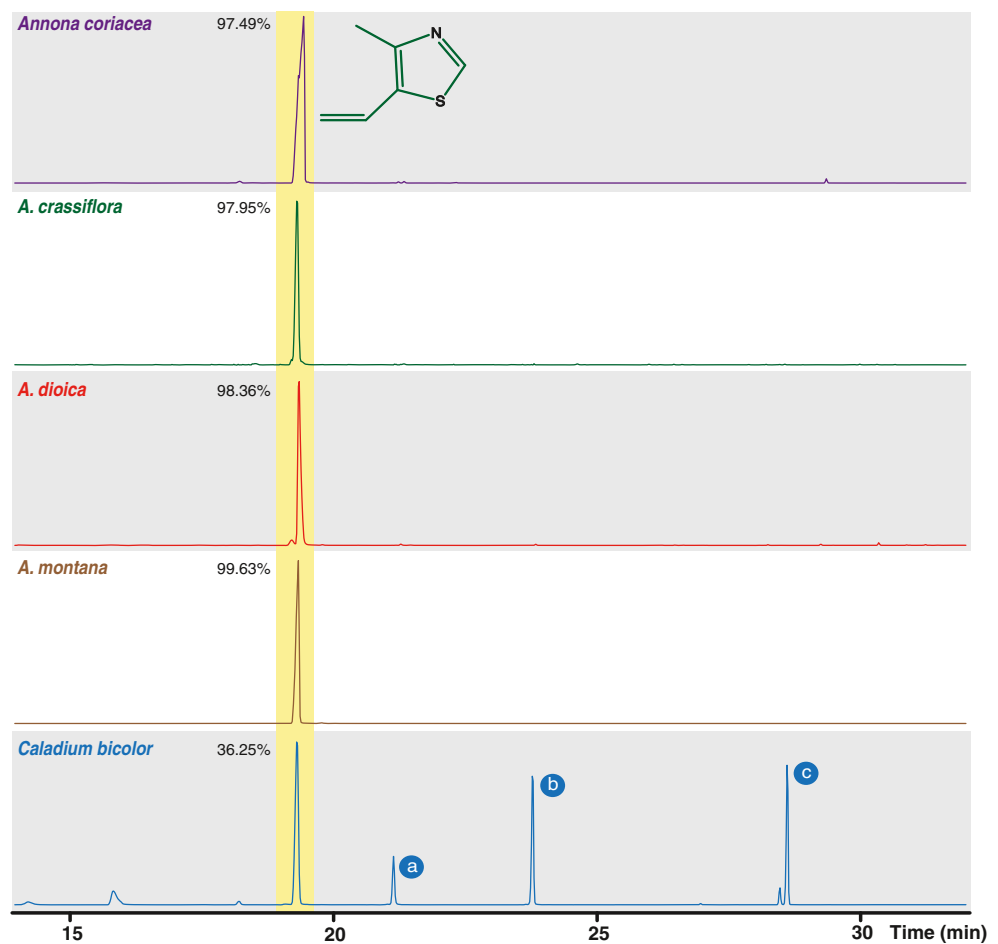 Annona coriacea 97.49%
N
S
A. crassiflora 97.95%
A. dioica 98.36%
A. montana 99.63%
Caladium bicolor 36.25%
a
b
c
15 20 25 30 Time (min)